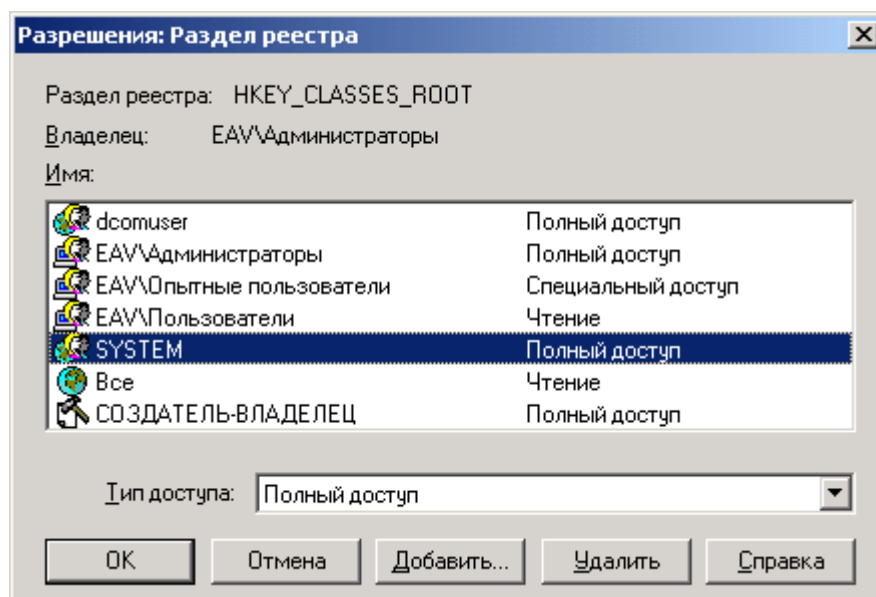 Разрешения: Раздел реестра
Раздел реестра: HKEY_CLASSES_ROOT
Владелец: EAV\Администраторы
Имя:
dcomuser Полный доступ
EAV\Администраторы Полный доступ
EAV\Опытные пользователи Специальный доступ
EAV\Пользователи Чтение
SYSTEM Полный доступ
Все Чтение
СОЗДАТЕЛЬ-ВЛАДЕЛЕЦ Полный доступ
Тип доступа: Полный доступ
OK Отмена Добавить... Удалить Справка